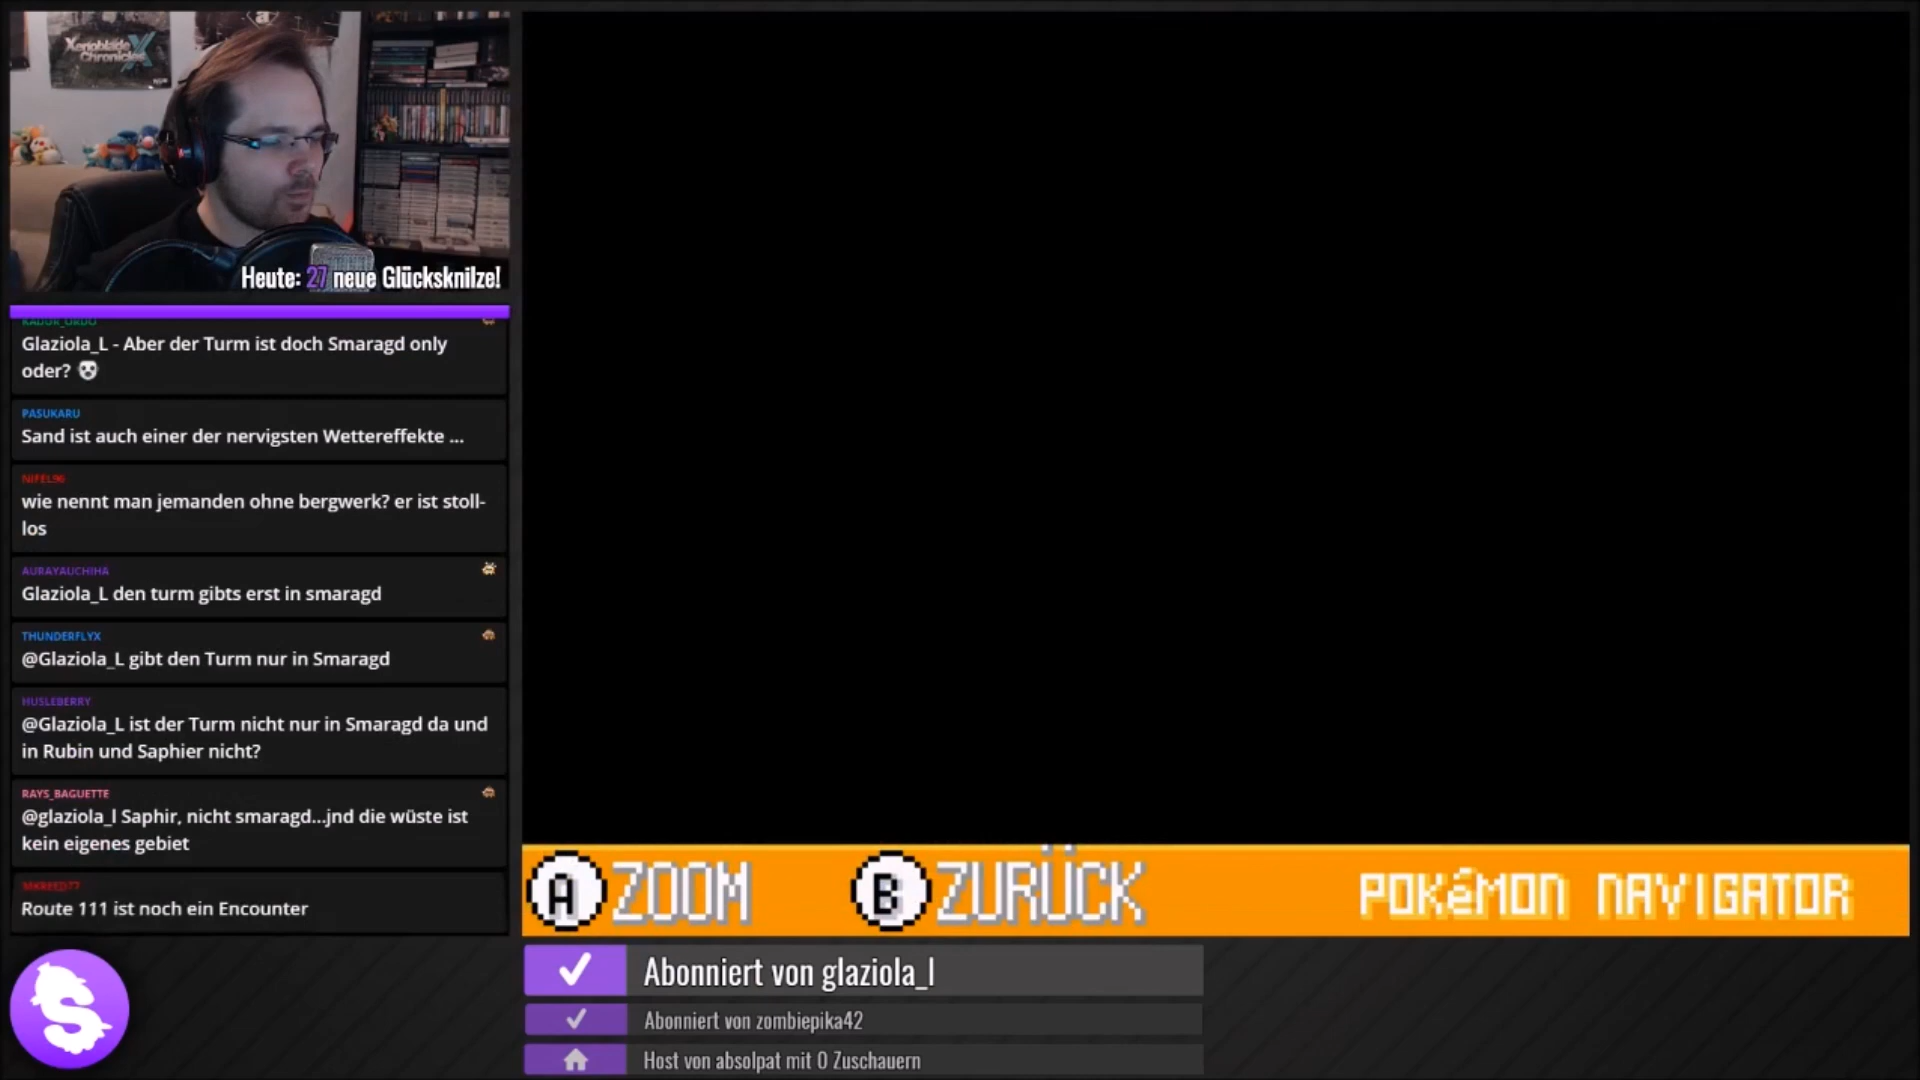 Xenoblade
Chronicles X
Heute: 27 neue Glücksknilze!
KADOR_ORDO
Glaziola_L - Aber der Turm ist doch Smaragd only
oder?
PASUKARU
Sand ist auch einer der nervigsten Wettereffekte ...
NIFEL96
wie nennt man jemanden ohne bergwerk? er ist stoll-
los
AURAYAUCHIHA
Glaziola_L den turm gibts erst in smaragd
THUNDERFLYX
@Glaziola_L gibt den Turm nur in Smaragd
HUSLEBERRY
@Glaziola_L ist der Turm nicht nur in Smaragd da und
in Rubin und Saphier nicht?
RAYS_BAGUETTE
@glaziola_l Saphir, nicht smaragd...jnd die wüste ist
kein eigenes gebiet
Route 111 ist noch ein Encounter
A ZOOM B ZURÜCK POKéMON NAVIGATOR
Abonniert von glaziola_l
Abonniert von zombiepika42
Host von absolpat mit 0 Zuschauern
S